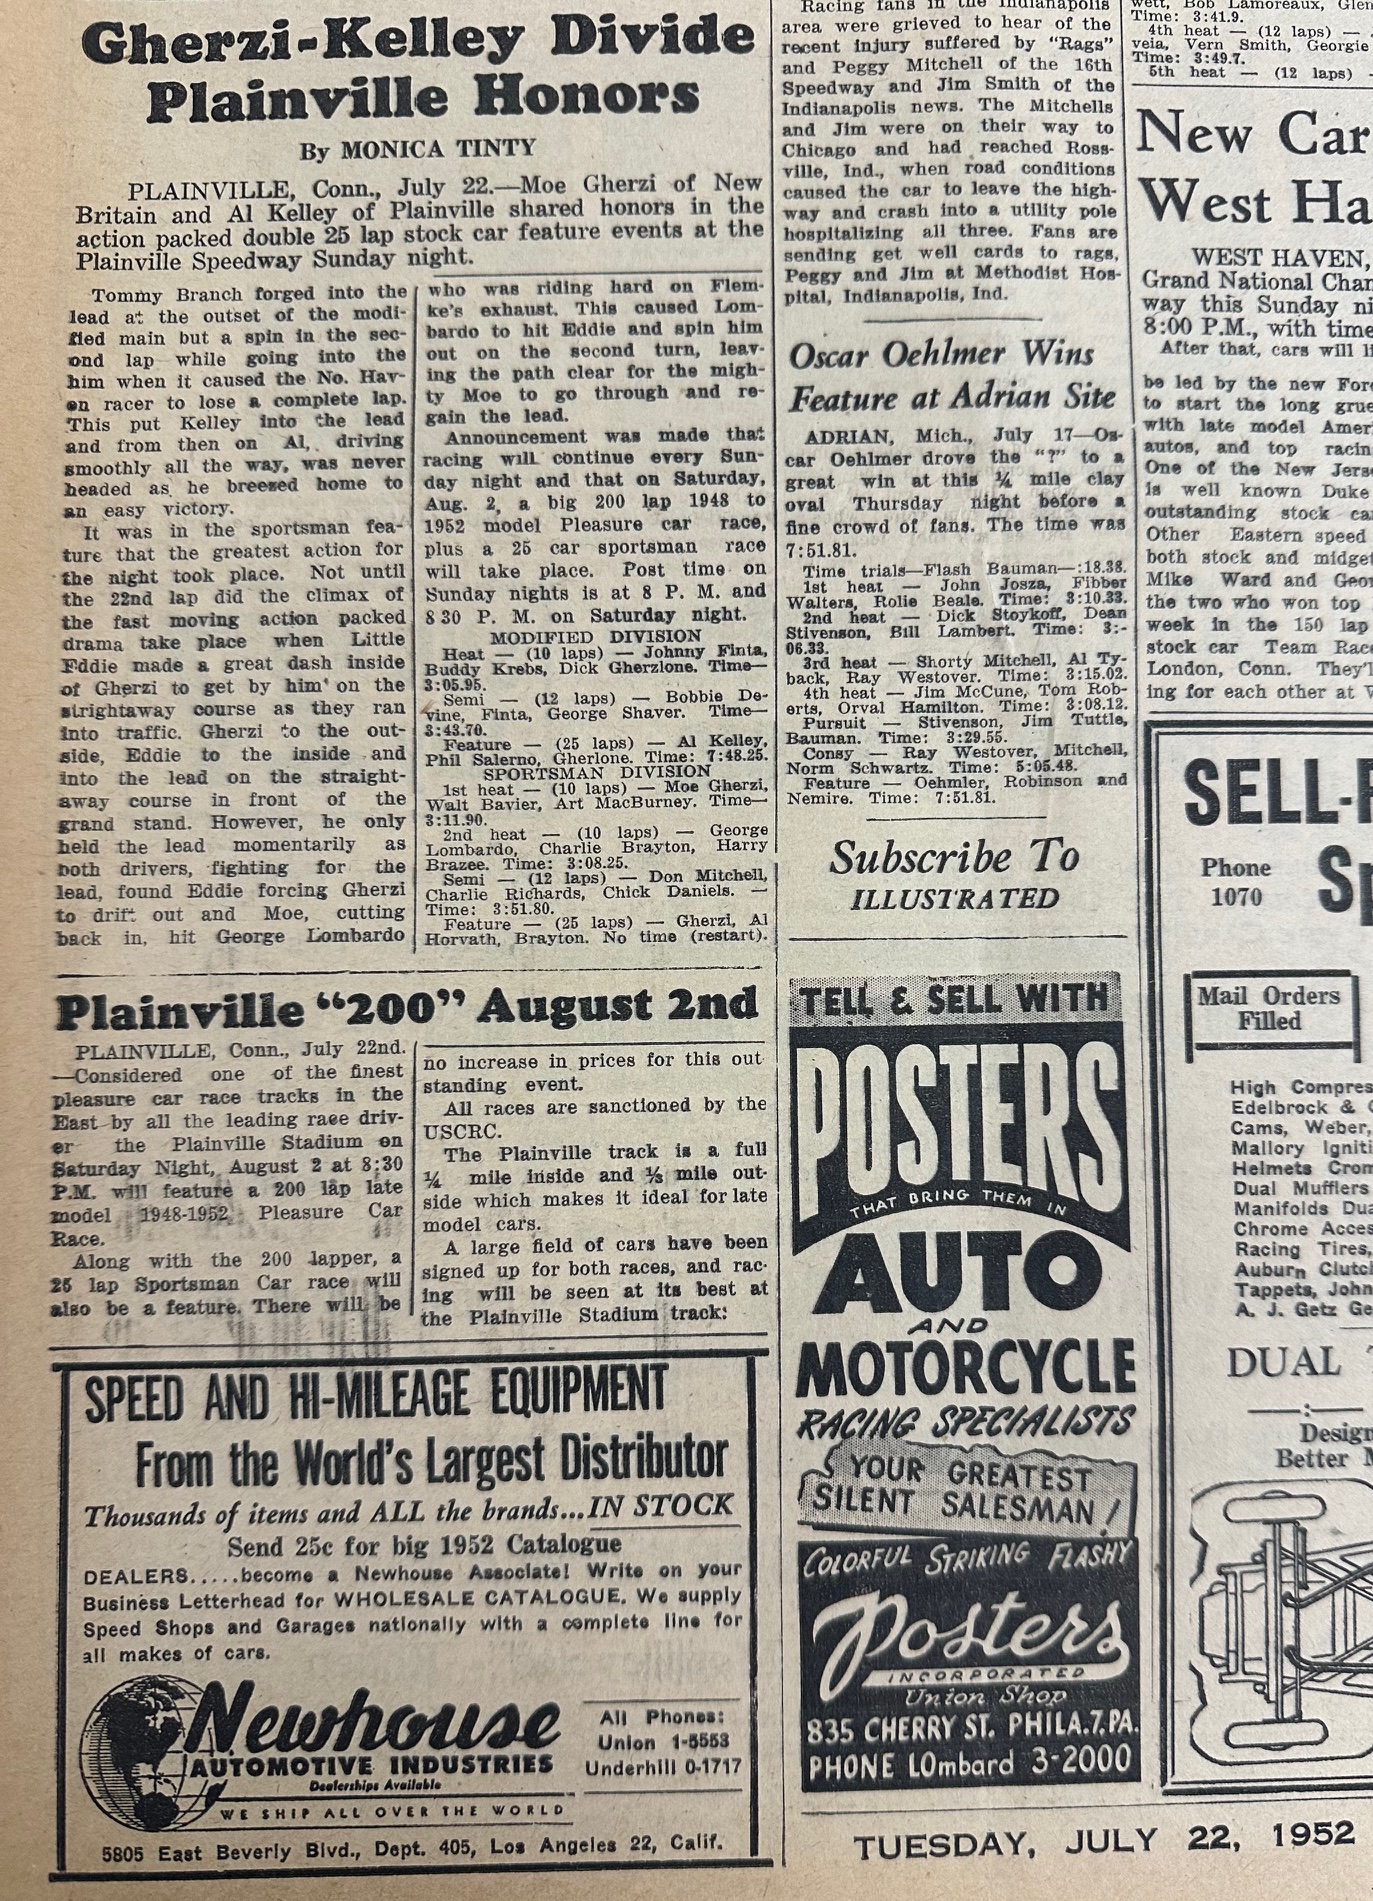 Gherzi-Kelley Divide
Plainville Honors
By MONICA TINTY
PLAINVILLE, Conn., July 22.—Moe Gherzi of New
Britain and Al Kelley of Plainville shared honors in the
action packed double 25 lap stock car feature events at the
Plainville Speedway Sunday night.
Tommy Branch forged into the
lead at the outset of the modi-
fied main but a spin in the sec-
ond lap while going into the
him when it caused the No. Hav-
en racer to lose a complete lap.
This put Kelley into the lead
and from then on Al, driving
smoothly all the way, was never
headed as he breezed home to
an easy victory.
It was in the sportsman fea-
ture that the greatest action for
the night took place. Not until
the 22nd lap did the climax of
the fast moving action packed
drama take place when Little
Eddie made a great dash inside
of Gherzi to get by him on the
strightaway course as they ran
into traffic. Gherzi to the out-
side, Eddie to the inside and
into the lead on the straight-
away course in front of the
grand stand. However, he only
held the lead momentarily as
both drivers, fighting for the
lead, found Eddie forcing Gherzi
to drift out and Moe, cutting
back in, hit George Lombardo
who was riding hard on Flem-
ke's exhaust. This caused Lom-
bardo to hit Eddie and spin him
out on the second turn, leav-
ing the path clear for the migh-
ty Moe to go through and re-
gain the lead.
Announcement was made that
racing will continue every Sun-
day night and that on Saturday,
Aug. 2, a big 200 lap 1948 to
1952 model Pleasure car race,
plus a 25 car sportsman race
will take place. Post time on
Sunday nights is at 8 P. M. and
8 30 P. M. on Saturday night.
MODIFIED DIVISION
Heat — (10 laps) — Johnny Finta,
Buddy Krebs, Dick Gherzione. Time—
3:05.95.
Semi — (12 laps) — Bobbie De-
vine, Finta, George Shaver. Time—
3:43.70.
Feature — (25 laps) — Al Kelley,
Phil Salerno, Gherlone. Time: 7:48.25.
SPORTSMAN DIVISION
1st heat — (10 laps) — Moe Gherzi,
Walt Bavier, Art MacBurney. Time—
3:11.90.
2nd heat — (10 laps) — George
Lombardo, Charlie Brayton, Harry
Brazee. Time: 3:08.25.
Semi — (12 laps) — Don Mitchell,
Charlie Richards, Chick Daniels. —
Time: 3:51.80.
Feature — (25 laps) — Gherzi, Al
Horvath, Brayton. No time (restart).
Plainville "200" August 2nd
PLAINVILLE, Conn., July 22nd.
—Considered one of the finest
pleasure car race tracks in the
East by all the leading race driv-
er the Plainville Stadium on
Saturday Night, August 2 at 8:30
P.M. will feature a 200 lap late
model 1948-1952 Pleasure Car
Race.
Along with the 200 lapper, a
25 lap Sportsman Car race will
also be a feature. There will be
no increase in prices for this out
standing event.
All races are sanctioned by the
USCRC.
The Plainville track is a full
¼ mile inside and ⅓ mile out-
side which makes it ideal for late
model cars.
A large field of cars have been
signed up for both races, and rac-
ing will be seen at its best at
the Plainville Stadium track.
SPEED AND HI-MILEAGE EQUIPMENT
From the World's Largest Distributor
Thousands of items and ALL the brands...IN STOCK
Send 25c for big 1952 Catalogue
DEALERS.....become a Newhouse Associate! Write on your
Business Letterhead for WHOLESALE CATALOGUE. We supply
Speed Shops and Garages nationally with a complete line for
all makes of cars.
Newhouse
AUTOMOTIVE INDUSTRIES
Dealerships Available
WE SHIP ALL OVER THE WORLD
All Phones:
Union 1-5553
Underhill 0-1717
5805 East Beverly Blvd., Dept. 405, Los Angeles 22, Calif.
Racing fans in the Indianapolis
area were grieved to hear of the
recent injury suffered by "Rags"
and Peggy Mitchell of the 16th
Speedway and Jim Smith of the
Indianapolis news. The Mitchells
and Jim were on their way to
Chicago and had reached Ross-
ville, Ind., when road conditions
caused the car to leave the high-
way and crash into a utility pole
hospitalizing all three. Fans are
sending get well cards to rags,
Peggy and Jim at Methodist Hos-
pital, Indianapolis, Ind.
Oscar Oehlmer Wins
Feature at Adrian Site
ADRIAN, Mich., July 17—Os-
car Oehlmer drove the "?" to a
great win at this ¼ mile clay
oval Thursday night before a
fine crowd of fans. The time was
7:51.81.
Time trials—Flash Bauman—:18.38.
1st heat — John Josza, Fibber
Walters, Rolie Beale. Time: 3:10.33.
2nd heat — Dick Stoykoff, Dean
Stivenson, Bill Lambert. Time: 3:-
06.33.
3rd heat — Shorty Mitchell, Al Ty-
back, Ray Westover. Time: 3:15.02.
4th heat — Jim McCune, Tom Rob-
erts, Orval Hamilton. Time: 3:08.12.
Pursuit — Stivenson, Jim Tuttle,
Bauman. Time: 3:29.55.
Consy — Ray Westover, Mitchell,
Norm Schwartz. Time: 5:05.48.
Feature — Oehmler, Robinson and
Nemire. Time: 7:51.81.
Subscribe To
ILLUSTRATED
TELL & SELL WITH
POSTERS
THAT BRING THEM IN
AUTO
AND
MOTORCYCLE
RACING SPECIALISTS
YOUR GREATEST
SILENT SALESMAN!
COLORFUL STRIKING FLASHY
Posters
INCORPORATED
Union Shop
835 CHERRY ST. PHILA.7.PA.
PHONE LOmbard 3-2000
wett, Bob Lamoreaux, Glen
Time: 3:41.9.
4th heat — (12 laps) —
veia, Vern Smith, Georgie
Time: 3:49.7.
5th heat — (12 laps) —
New Car
West Ha
WEST HAVEN,
Grand National Cham
way this Sunday ni
8:00 P.M., with time
After that, cars will li
be led by the new Ford
to start the long grue
with late model Amer
autos, and top racin
One of the New Jerse
is well known Duke
outstanding stock ca
Other Eastern speed
both stock and midget
Mike Ward and Geor
the two who won top
week in the 150 lap
stock car Team Race
London, Conn. They'l
ing for each other at W
SELL-
Phone
1070
Sp
Mail Orders
Filled
High Compres
Edelbrock &
Cams, Weber,
Mallory Igniti
Helmets Crom
Dual Mufflers
Manifolds Dua
Chrome Acces
Racing Tires,
Auburn Clutch
Tappets, John
A. J. Getz Ge
DUAL
Design
Better M
TUESDAY, JULY 22, 1952